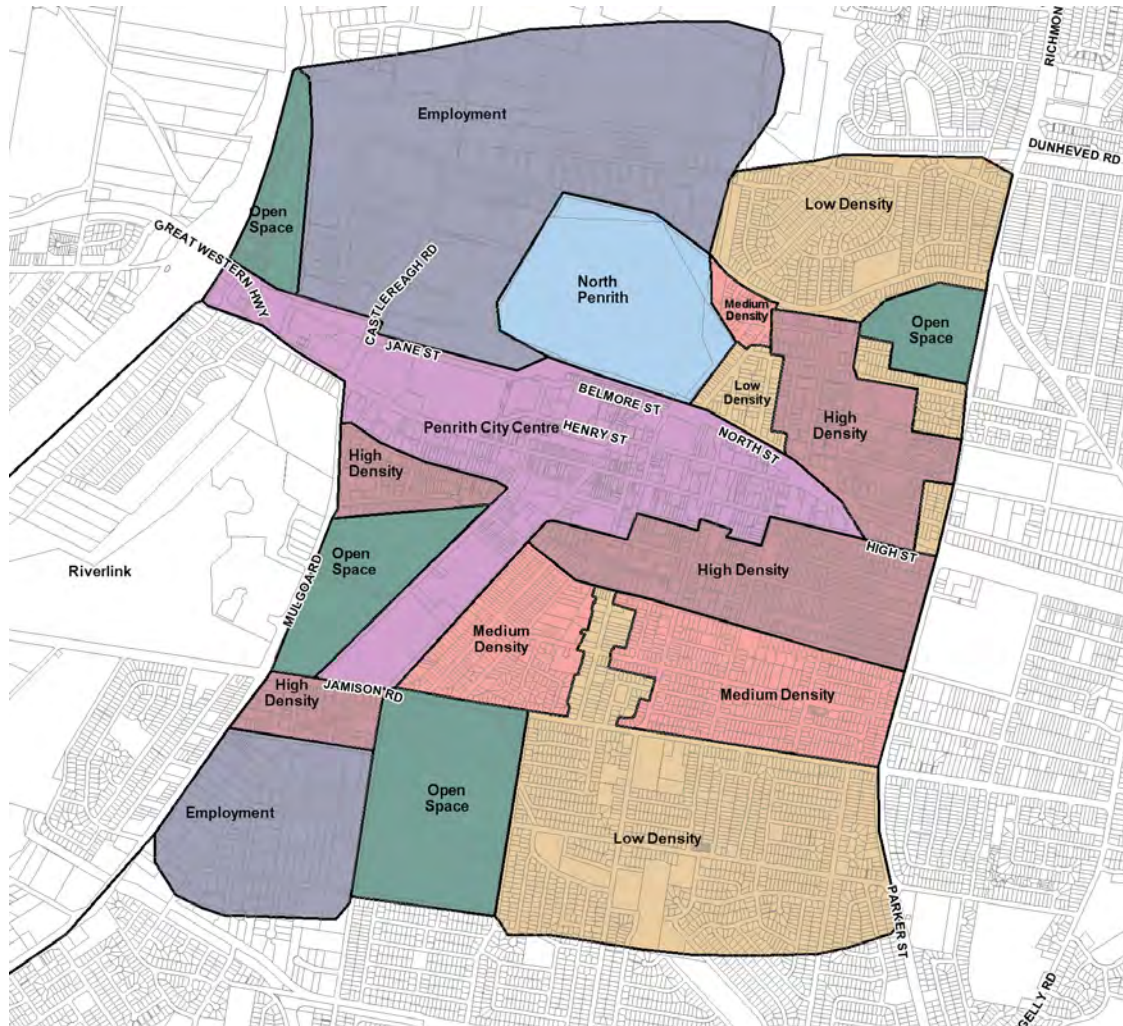 RICHMON
DUNHEVED RD
Employment
Low Density
Open
Space
GREAT WESTERN HWY
CASTLEREAGH RD
North
Penrith
Medium
Density
Open
Space
JANE ST
Low
Density
BELMORE ST
High
Density
Penrith City Centre
HENRY ST
NORTH ST
High
Density
HIGH ST
Open
Space
High Density
Riverlink
MULGOA RD
Medium
Density
High
Density
JAMISON RD
Medium Density
Open
Space
Employment
Low Density
PARKER ST
GELLY RD